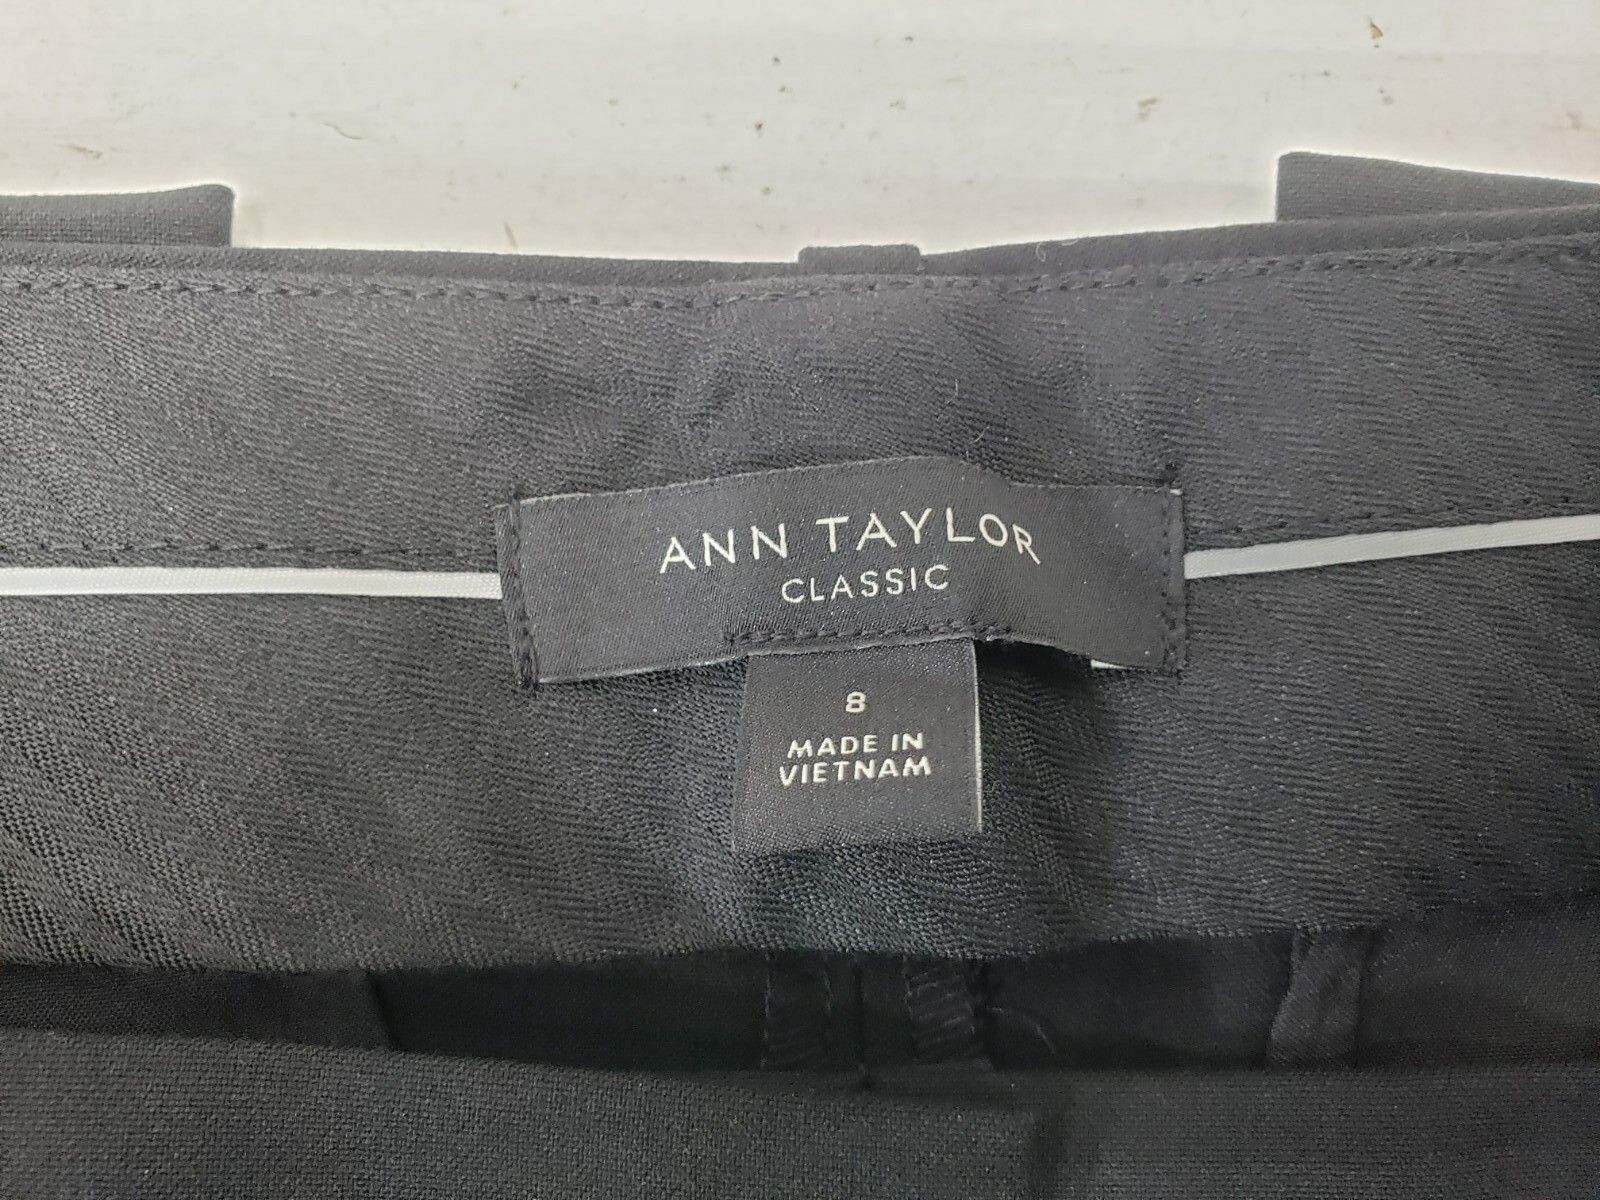 ANN TAYLOR
CLASSIC
8
MADE IN
VIETNAM